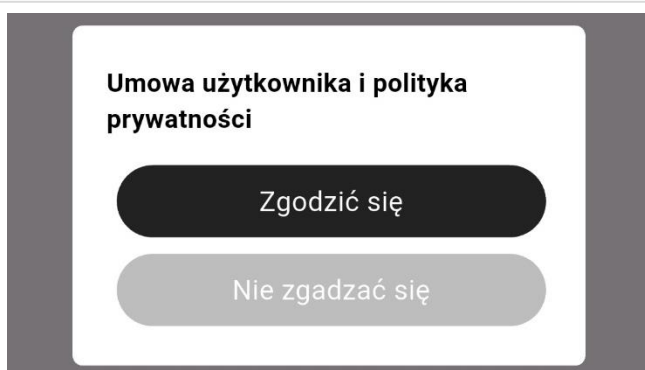 Umowa użytkownika i polityka
prywatności
Zgodzić się
Nie zgadzać się